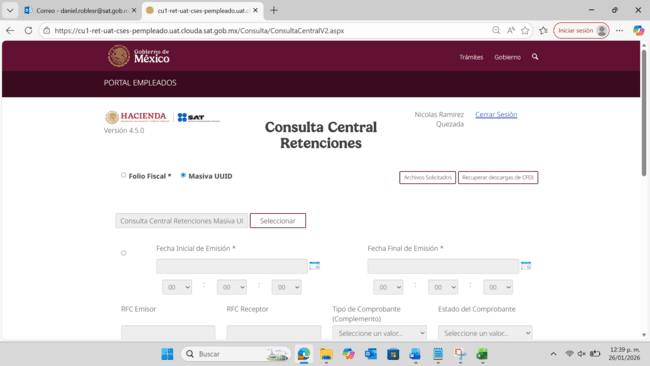 Correo - daniel.roblesr@sat.gob.m
cu1-ret-uat-cses-pempleado.uat.c
https://cu1-ret-uat-cses-pempleado.uat.clouda.sat.gob.mx/Consulta/ConsultaCentralV2.aspx
Iniciar sesión
Gobierno de
México
Trámites
Gobierno
PORTAL EMPLEADOS
HACIENDA
SAT
Versión 4.5.0
Consulta Central
Retenciones
Nicolas Ramirez
Quezada
Cerrar Sesión
Folio Fiscal *
Masiva UUID
Archivos Solicitados
Recuperar descargas de CFDI
Consulta Central Retenciones Masiva UI
Seleccionar
Fecha Inicial de Emisión *
Fecha Final de Emisión *
00 : 00 : 00
00 : 00 : 00
RFC Emisor
RFC Receptor
Tipo de Comprobante
(Complemento)
Estado del Comprobante
Seleccione un valor...
Seleccione un valor...
Buscar
12:39 p. m.
26/01/2026